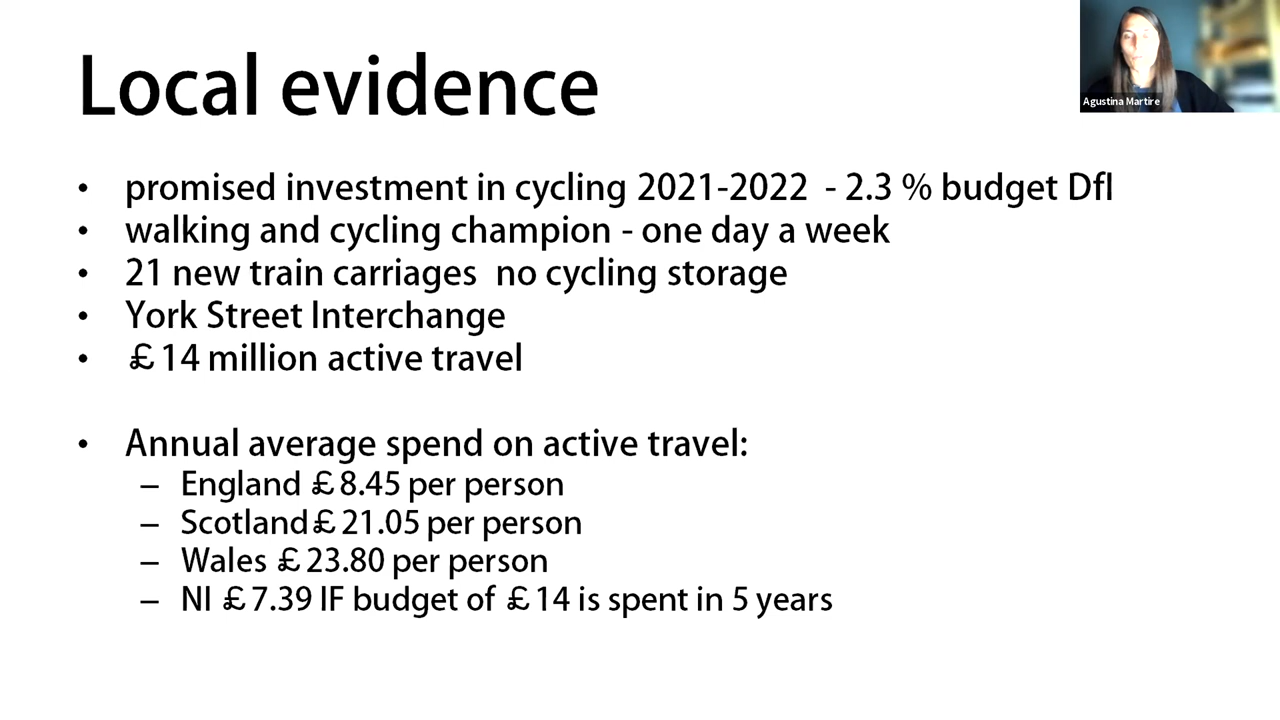 Local evidence
Agustina Martire
• promised investment in cycling 2021-2022 - 2.3 % budget DfI
• walking and cycling champion - one day a week
• 21 new train carriages no cycling storage
• York Street Interchange
• £14 million active travel
• Annual average spend on active travel:
– England £8.45 per person
– Scotland £21.05 per person
– Wales £23.80 per person
– NI £7.39 IF budget of £14 is spent in 5 years